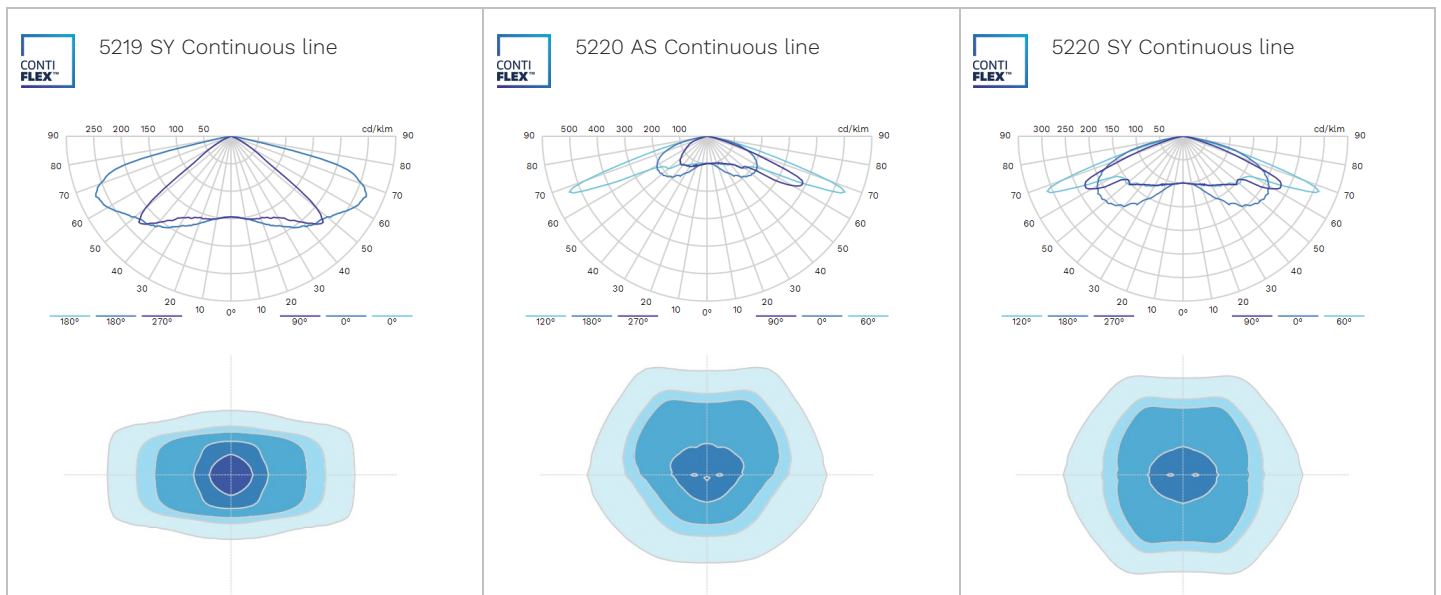 5219 SY Continuous line
CONTI
FLEX™
90 250 200 150 100 50 cd/klm 90
80 80
70 70
60 60
50 50
40 40
30 30
20 20
10 0° 10
180° 180° 270° 90° 0° 0°
5220 AS Continuous line
CONTI
FLEX™
90 500 400 300 200 100 cd/klm 90
80 80
70 70
60 60
50 50
40 40
30 30
20 20
10 0° 10
120° 180° 270° 90° 0° 60°
5220 SY Continuous line
CONTI
FLEX™
90 300 250 200 150 100 50 cd/klm 90
80 80
70 70
60 60
50 50
40 40
30 30
20 20
10 0° 10
120° 180° 270° 90° 0° 60°